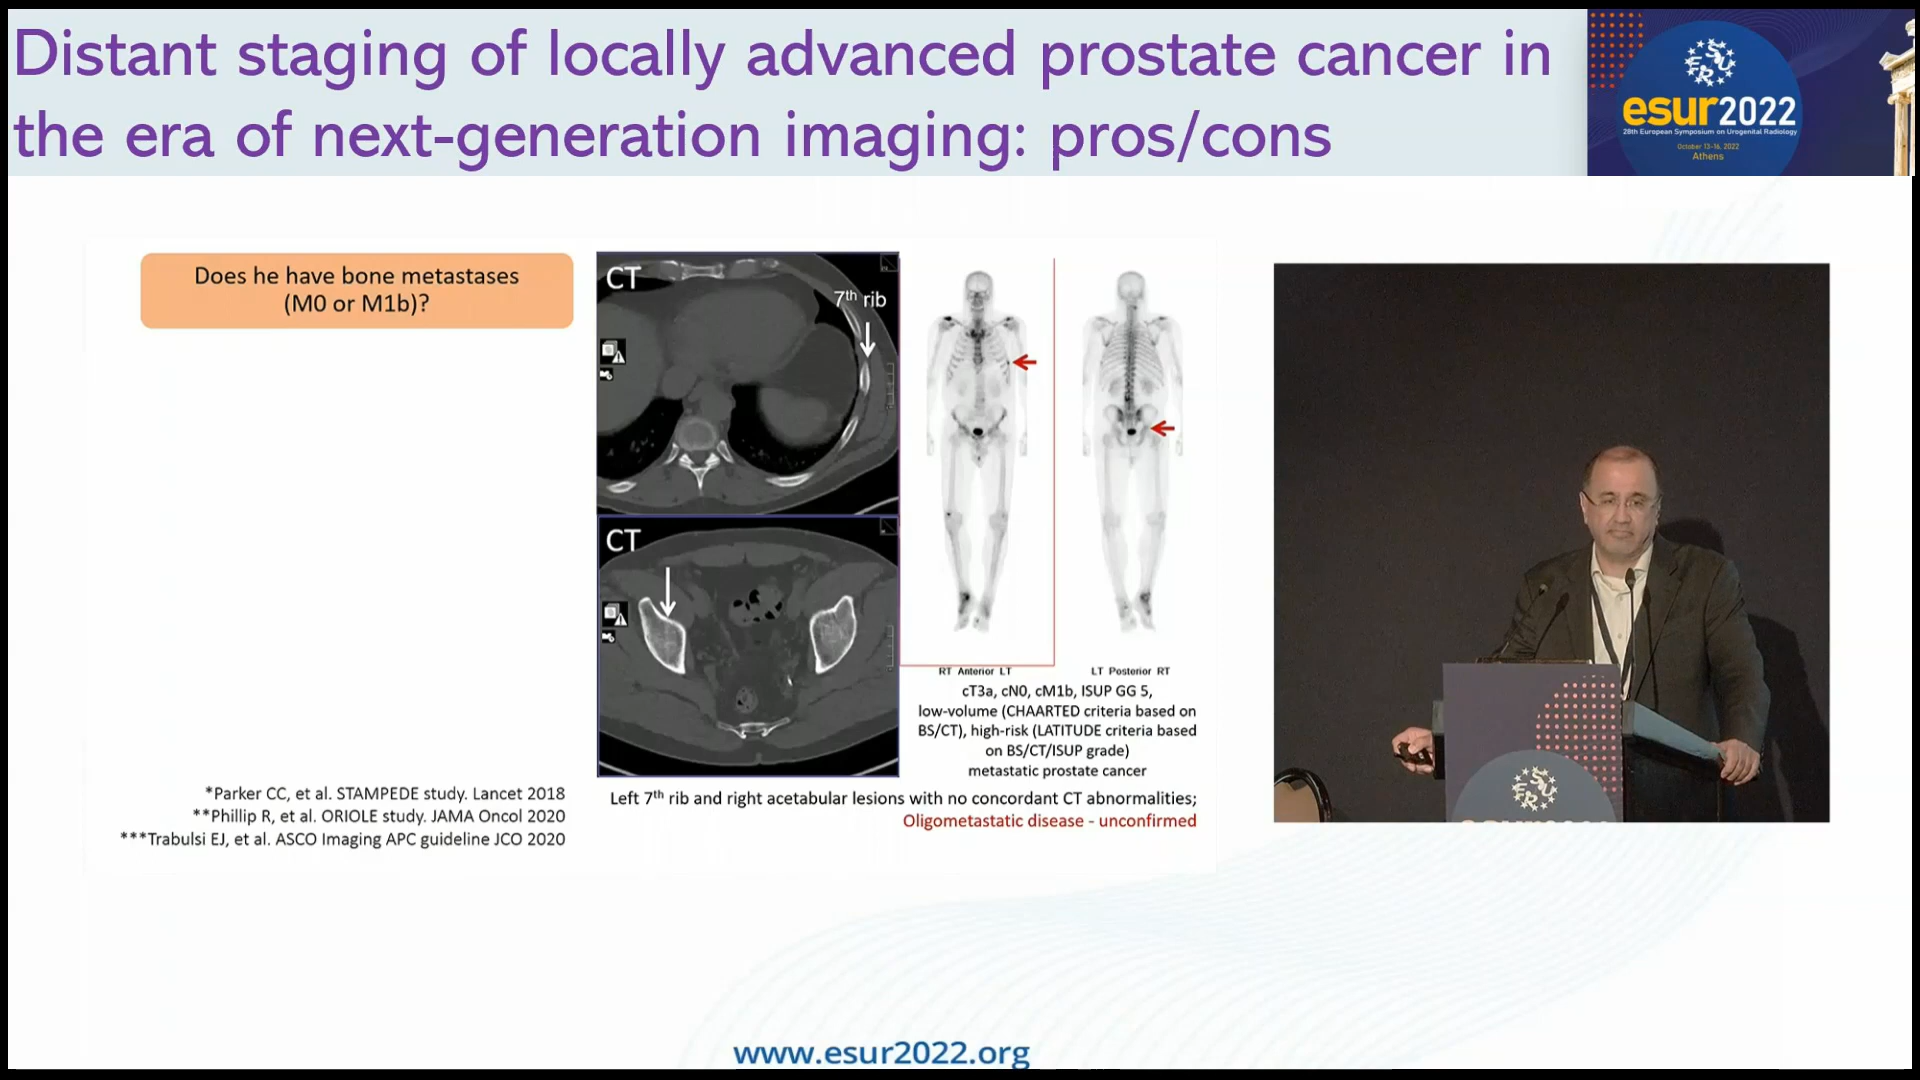 Distant staging of locally advanced prostate cancer in
the era of next-generation imaging: pros/cons
ESUR
esur2022
28th European Symposium on Urogenital Radiology
October 13-16, 2022
Athens
Does he have bone metastases
(M0 or M1b)?
CT
7th rib
CT
RT Anterior LT
LT Posterior RT
cT3a, cN0, cM1b, ISUP GG 5,
low-volume (CHAARTED criteria based on
BS/CT), high-risk (LATITUDE criteria based
on BS/CT/ISUP grade)
metastatic prostate cancer
Left 7th rib and right acetabular lesions with no concordant CT abnormalities;
Oligometastatic disease - unconfirmed
*Parker CC, et al. STAMPEDE study. Lancet 2018
**Phillip R, et al. ORIOLE study. JAMA Oncol 2020
***Trabulsi EJ, et al. ASCO Imaging APC guideline JCO 2020
www.esur2022.org